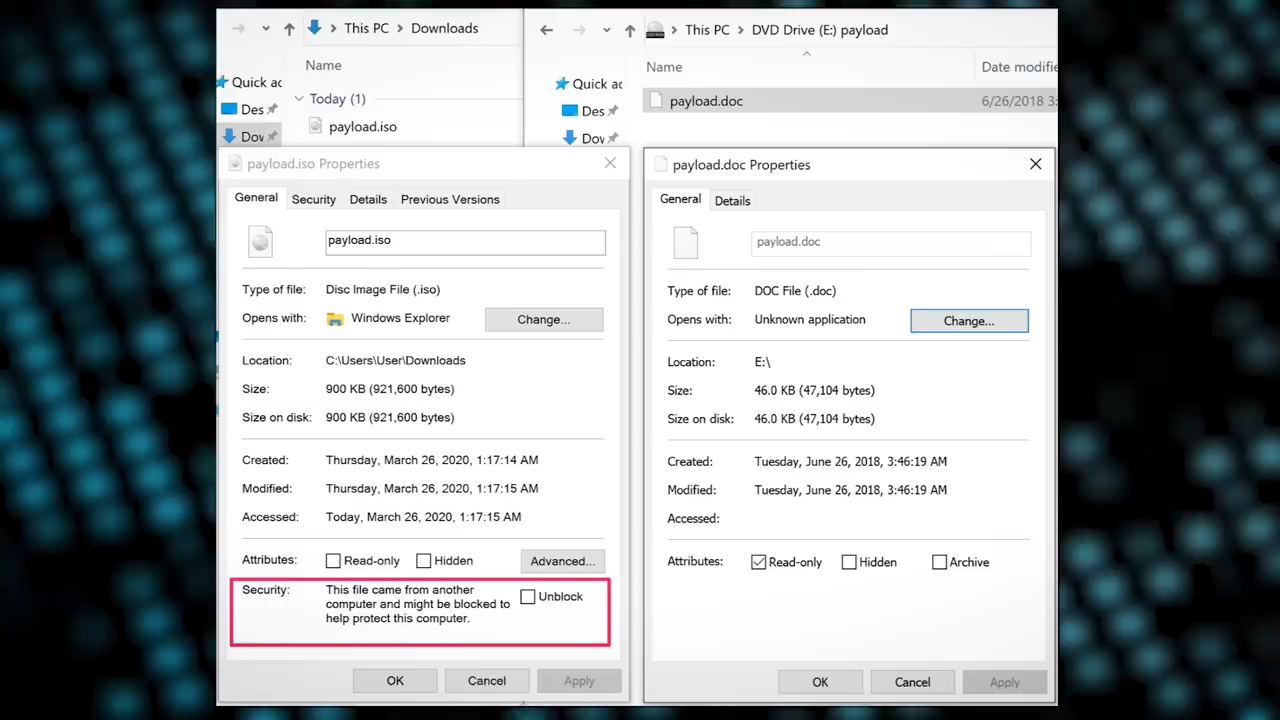 This PC > Downloads
Name
Quick ac
Today (1)
Des
payload.iso
Dov
payload.iso Properties
General Security Details Previous Versions
payload.iso
Type of file: Disc Image File (.iso)
Opens with: Windows Explorer Change...
Location: C:\Users\User\Downloads
Size: 900 KB (921,600 bytes)
Size on disk: 900 KB (921,600 bytes)
Created: Thursday, March 26, 2020, 1:17:14 AM
Modified: Thursday, March 26, 2020, 1:17:15 AM
Accessed: Today, March 26, 2020, 1:17:15 AM
Attributes: Read-only Hidden Advanced...
Security: This file came from another
computer and might be blocked to
help protect this computer.
Unblock
OK Cancel Apply
This PC > DVD Drive (E:) payload
Name Date modifie
Quick ac
payload.doc 6/26/2018 3:
Des
Dov
payload.doc Properties
General Details
payload.doc
Type of file: DOC File (.doc)
Opens with: Unknown application Change...
Location: E:\
Size: 46.0 KB (47,104 bytes)
Size on disk: 46.0 KB (47,104 bytes)
Created: Tuesday, June 26, 2018, 3:46:19 AM
Modified: Tuesday, June 26, 2018, 3:46:19 AM
Accessed:
Attributes: Read-only Hidden Archive
OK Cancel Apply